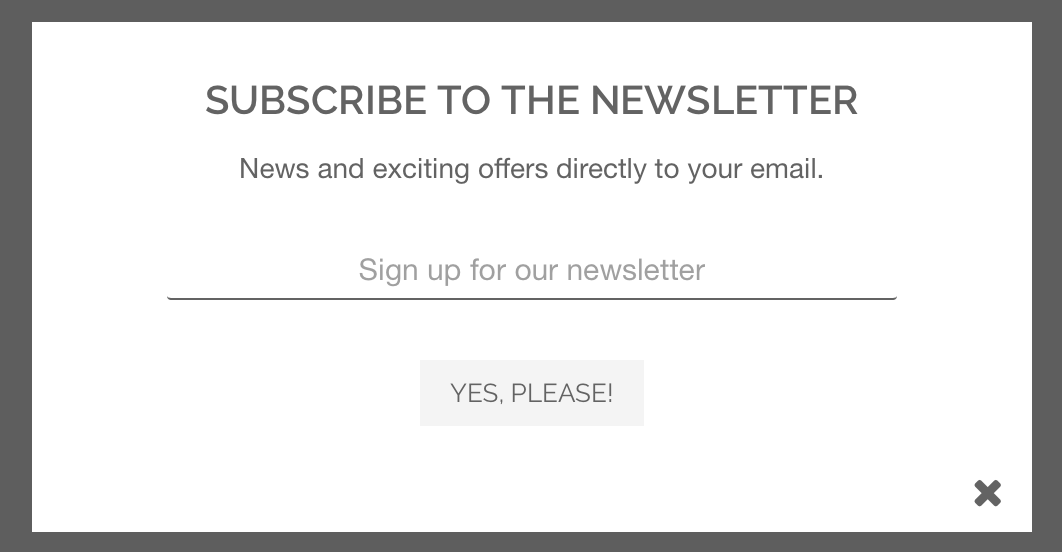 SUBSCRIBE TO THE NEWSLETTER
News and exciting offers directly to your email.
Sign up for our newsletter
YES, PLEASE!